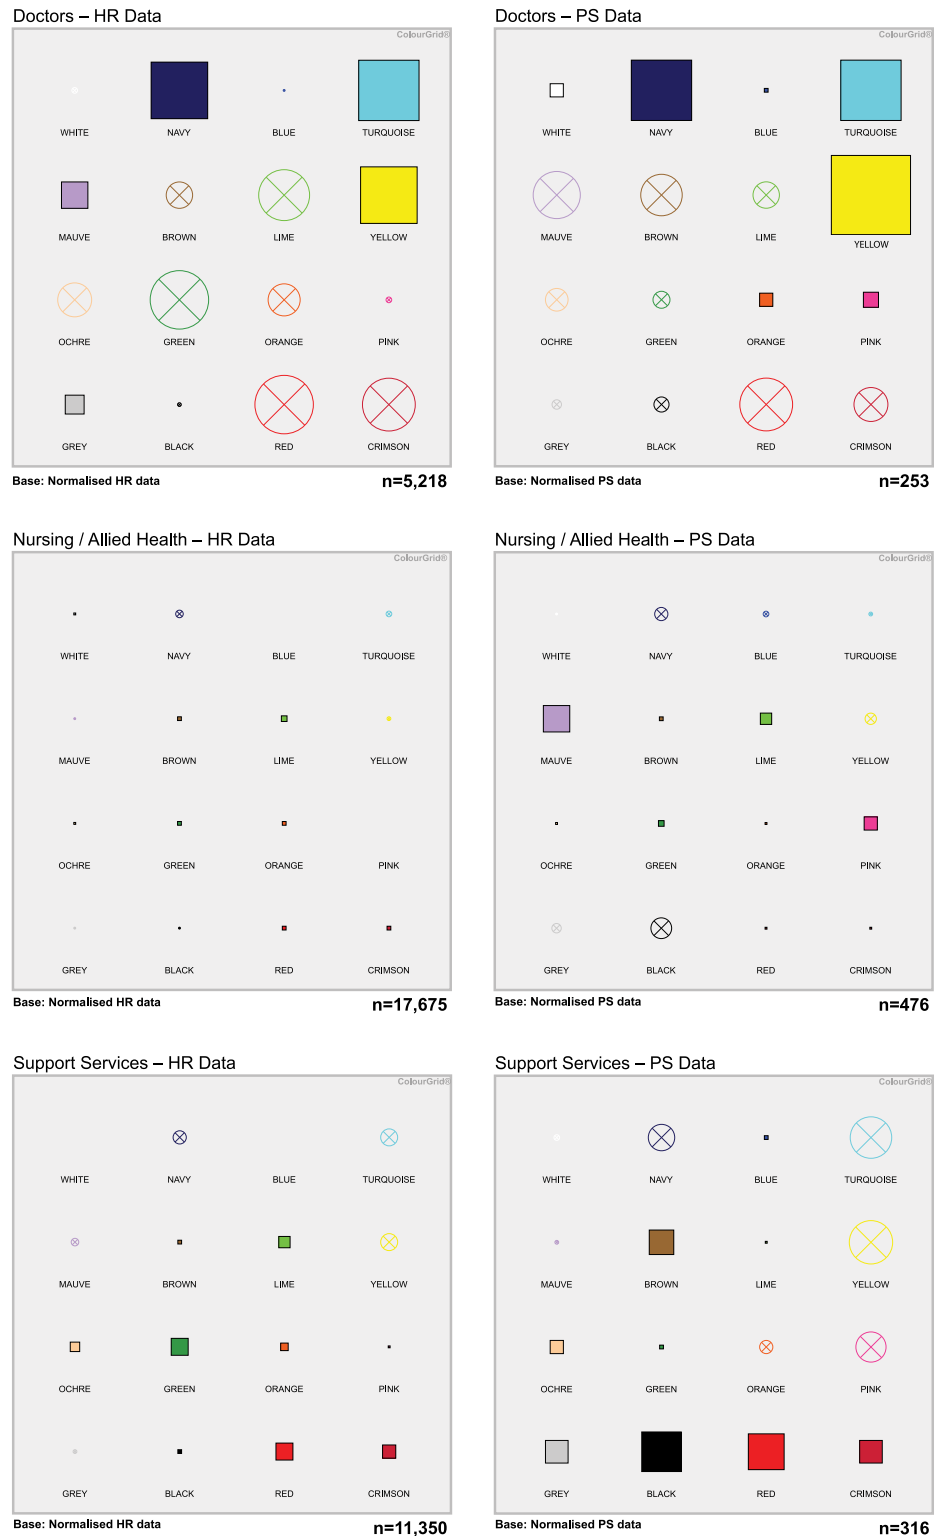 Doctors – HR Data
ColourGrid®
WHITE NAVY BLUE TURQUOISE
MAUVE BROWN LIME YELLOW
OCHRE GREEN ORANGE PINK
GREY BLACK RED CRIMSON
Base: Normalised HR data n=5,218
Doctors – PS Data
ColourGrid®
WHITE NAVY BLUE TURQUOISE
MAUVE BROWN LIME YELLOW
OCHRE GREEN ORANGE PINK
GREY BLACK RED CRIMSON
Base: Normalised PS data n=253
Nursing / Allied Health – HR Data
ColourGrid®
WHITE NAVY BLUE TURQUOISE
MAUVE BROWN LIME YELLOW
OCHRE GREEN ORANGE PINK
GREY BLACK RED CRIMSON
Base: Normalised HR data n=17,675
Nursing / Allied Health – PS Data
ColourGrid®
WHITE NAVY BLUE TURQUOISE
MAUVE BROWN LIME YELLOW
OCHRE GREEN ORANGE PINK
GREY BLACK RED CRIMSON
Base: Normalised PS data n=476
Support Services – HR Data
ColourGrid®
WHITE NAVY BLUE TURQUOISE
MAUVE BROWN LIME YELLOW
OCHRE GREEN ORANGE PINK
GREY BLACK RED CRIMSON
Base: Normalised HR data n=11,350
Support Services – PS Data
ColourGrid®
WHITE NAVY BLUE TURQUOISE
MAUVE BROWN LIME YELLOW
OCHRE GREEN ORANGE PINK
GREY BLACK RED CRIMSON
Base: Normalised PS data n=316